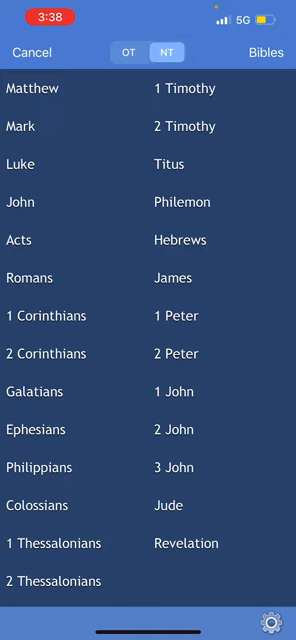 3:38
5G
Cancel
OT
NT
Bibles
Matthew
Mark
Luke
John
Acts
Romans
1 Corinthians
2 Corinthians
Galatians
Ephesians
Philippians
Colossians
1 Thessalonians
2 Thessalonians
1 Timothy
2 Timothy
Titus
Philemon
Hebrews
James
1 Peter
2 Peter
1 John
2 John
3 John
Jude
Revelation